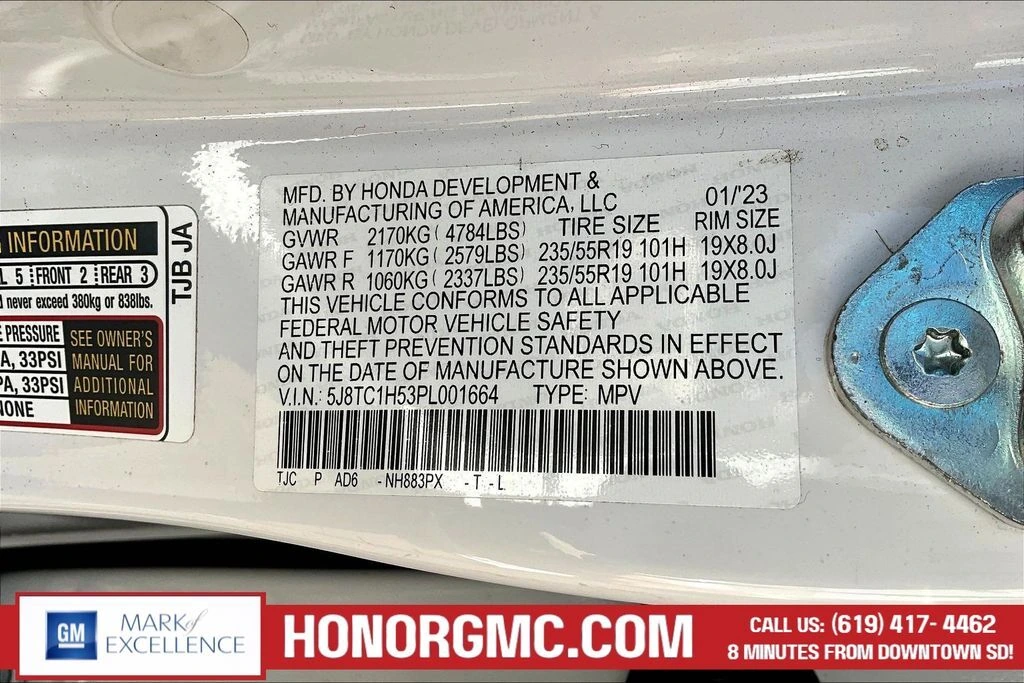 MFD. BY HONDA DEVELOPMENT &
MANUFACTURING OF AMERICA, LLC 01/'23
GVWR 2170KG( 4784LBS) TIRE SIZE RIM SIZE
GAWR F 1170KG( 2579LBS) 235/55R19 101H 19X8.0J
GAWR R 1060KG( 2337LBS) 235/55R19 101H 19X8.0J
THIS VEHICLE CONFORMS TO ALL APPLICABLE
FEDERAL MOTOR VEHICLE SAFETY
AND THEFT PREVENTION STANDARDS IN EFFECT
ON THE DATE OF MANUFACTURE SHOWN ABOVE.
V.I.N.: 5J8TC1H53PL001664 TYPE: MPV
TJC P AD6 -NH883PX -T -L
INFORMATION
5 FRONT 2 REAR 3
never exceed 380kg or 838lbs.
PRESSURE
33PSI
33PSI
NONE
SEE OWNER'S
MANUAL FOR
ADDITIONAL
INFORMATION
TJB JA
GM
MARK of
EXCELLENCE
HONORGMC.COM
CALL US: (619) 417- 4462
8 MINUTES FROM DOWNTOWN SD!